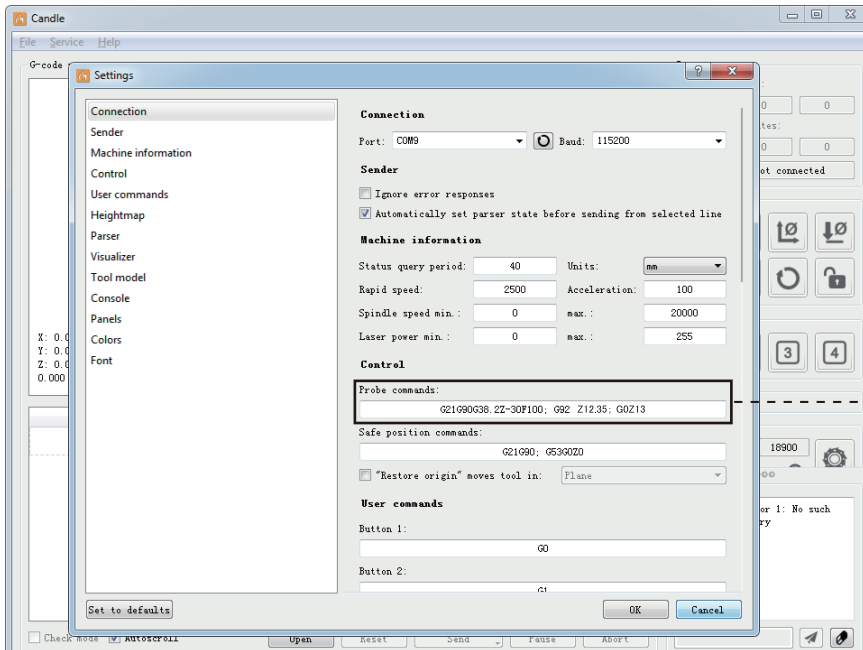 Candle
File Service Help
G-code
Settings
Connection
Sender
Machine information
Control
User commands
Heightmap
Parser
Visualizer
Tool model
Console
Panels
Colors
Font
Connection
Port: COM9 Baud: 115200
Sender
Ignore error responses
Automatically set parser state before sending from selected line
Machine information
Status query period: 40 Units: mm
Rapid speed: 2500 Acceleration: 100
Spindle speed min.: 0 max.: 20000
Laser power min.: 0 max.: 255
Control
Probe commands:
G21G90G38.2Z-30F100; G92 Z12.35; G0Z13
Safe position commands:
G21G90; G53G0Z0
"Restore origin" moves tool in: Plane
User commands
Button 1:
G0
Button 2:
G1
Set to defaults OK Cancel
0 0
tes:
0 0
ot connected
3 4
18900
or 1: No such
ry
X: 0.0
Y: 0.0
Z: 0.0
0.000
Check mode Autoscroll Open Reset Send Pause Abort